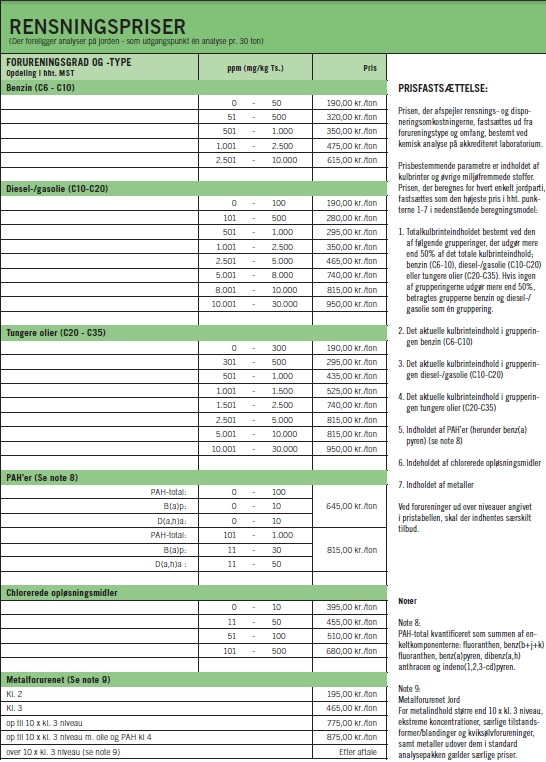 RENSNINGSPRISER
(Der foreligger analyser på jorden - som udgangspunkt én analyse pr. 30 ton)
FORURENINGSGRAD OG -TYPE
Opdeling i hht. MST
ppm (mg/kg Ts.)
Pris
Benzin (C6 - C10)
0 - 50 190,00 kr./ton
51 - 500 320,00 kr./ton
501 - 1.000 350,00 kr./ton
1.001 - 2.500 475,00 kr./ton
2.501 - 10.000 615,00 kr./ton
Diesel-/gasolie (C10-C20)
0 - 100 190,00 kr./ton
101 - 500 280,00 kr./ton
501 - 1.000 295,00 kr./ton
1.001 - 2.500 350,00 kr./ton
2.501 - 5.000 465,00 kr./ton
5.001 - 8.000 740,00 kr./ton
8.001 - 10.000 815,00 kr./ton
10.001 - 30.000 950,00 kr./ton
Tungere olier (C20 - C35)
0 - 300 190,00 kr./ton
301 - 500 295,00 kr./ton
501 - 1.000 435,00 kr./ton
1.001 - 1.500 525,00 kr./ton
1.501 - 2.500 740,00 kr./ton
2.501 - 5.000 815,00 kr./ton
5.001 - 10.000 815,00 kr./ton
10.001 - 30.000 950,00 kr./ton
PAH'er (Se note 8)
PAH-total: 0 - 100
B(a)p: 0 - 10 645,00 kr./ton
D(a,h)a: 0 - 10
PAH-total: 101 - 1.000
B(a)p: 11 - 30 815,00 kr./ton
D(a,h)a : 11 - 50
Chlorerede opløsningsmidler
0 - 10 395,00 kr./ton
11 - 50 455,00 kr./ton
51 - 100 510,00 kr./ton
101 - 500 680,00 kr./ton
Metalforurenet (Se note 9)
Kl. 2 195,00 kr./ton
Kl. 3 465,00 kr./ton
op til 10 x kl. 3 niveau 775,00 kr./ton
op til 10 x kl. 3 niveau m. olie og PAH kl 4 875,00 kr./ton
over 10 x kl. 3 niveau (se note 9) Efter aftale
PRISFASTSÆTTELSE:
Prisen, der afspejler rensnings- og dispo-
neringsomkostningerne, fastsættes ud fra
forureningstype og omfang, bestemt ved
kemisk analyse på akkrediteret laboratorium.
Prisbestemmende parametre er indholdet af
kulbrinter og øvrige miljøfremmede stoffer.
Prisen, der beregnes for hvert enkelt jordparti,
fastsættes som den højeste pris i hht. punk-
terne 1-7 i nedenstående beregningsmodel:
1. Totalkulbrinteindholdet bestemt ved den
af følgende grupperinger, der udgør mere
end 50% af det totale kulbrinteindhold;
benzin (C6-10), diesel-/gasolie (C10-C20)
eller tungere olier (C20-C35). Hvis ingen
af grupperingerne udgør mere end 50%,
betragtes grupperne benzin og diesel-/
gasolie som én gruppering.
2. Det aktuelle kulbrinteindhold i grupperin-
gen benzin (C6-C10)
3. Det aktuelle kulbrinteindhold i grupperin-
gen diesel-/gasolie (C10-C20)
4. Det aktuelle kulbrinteindhold i grupperin-
gen tungere olier (C20-C35)
5. Indholdet af PAH'er (herunder benz(a)
pyren) (se note 8)
6. Indeholdet af chlorerede opløsningsmidler
7. Indholdet af metaller
Ved forureninger ud over niveauer angivet
i pristabellen, skal der indhentes særskilt
tilbud.
Noter
Note 8:
PAH-total kvantificeret som summen af en-
keltkomponenterne: fluoranthen, benz(b+j+k)
fluoranthen, benz(a)pyren, dibenz(a,h)
anthracen og indeno(1,2,3-cd)pyren.
Note 9:
Metalforurenet Jord
For metalindhold større end 10 x kl. 3 niveau,
ekstreme koncentrationer, særlige tilstands-
former/blandinger og kviksølvforureninger,
samt metaller udover dem i standard
analysepakken gælder særlige priser.